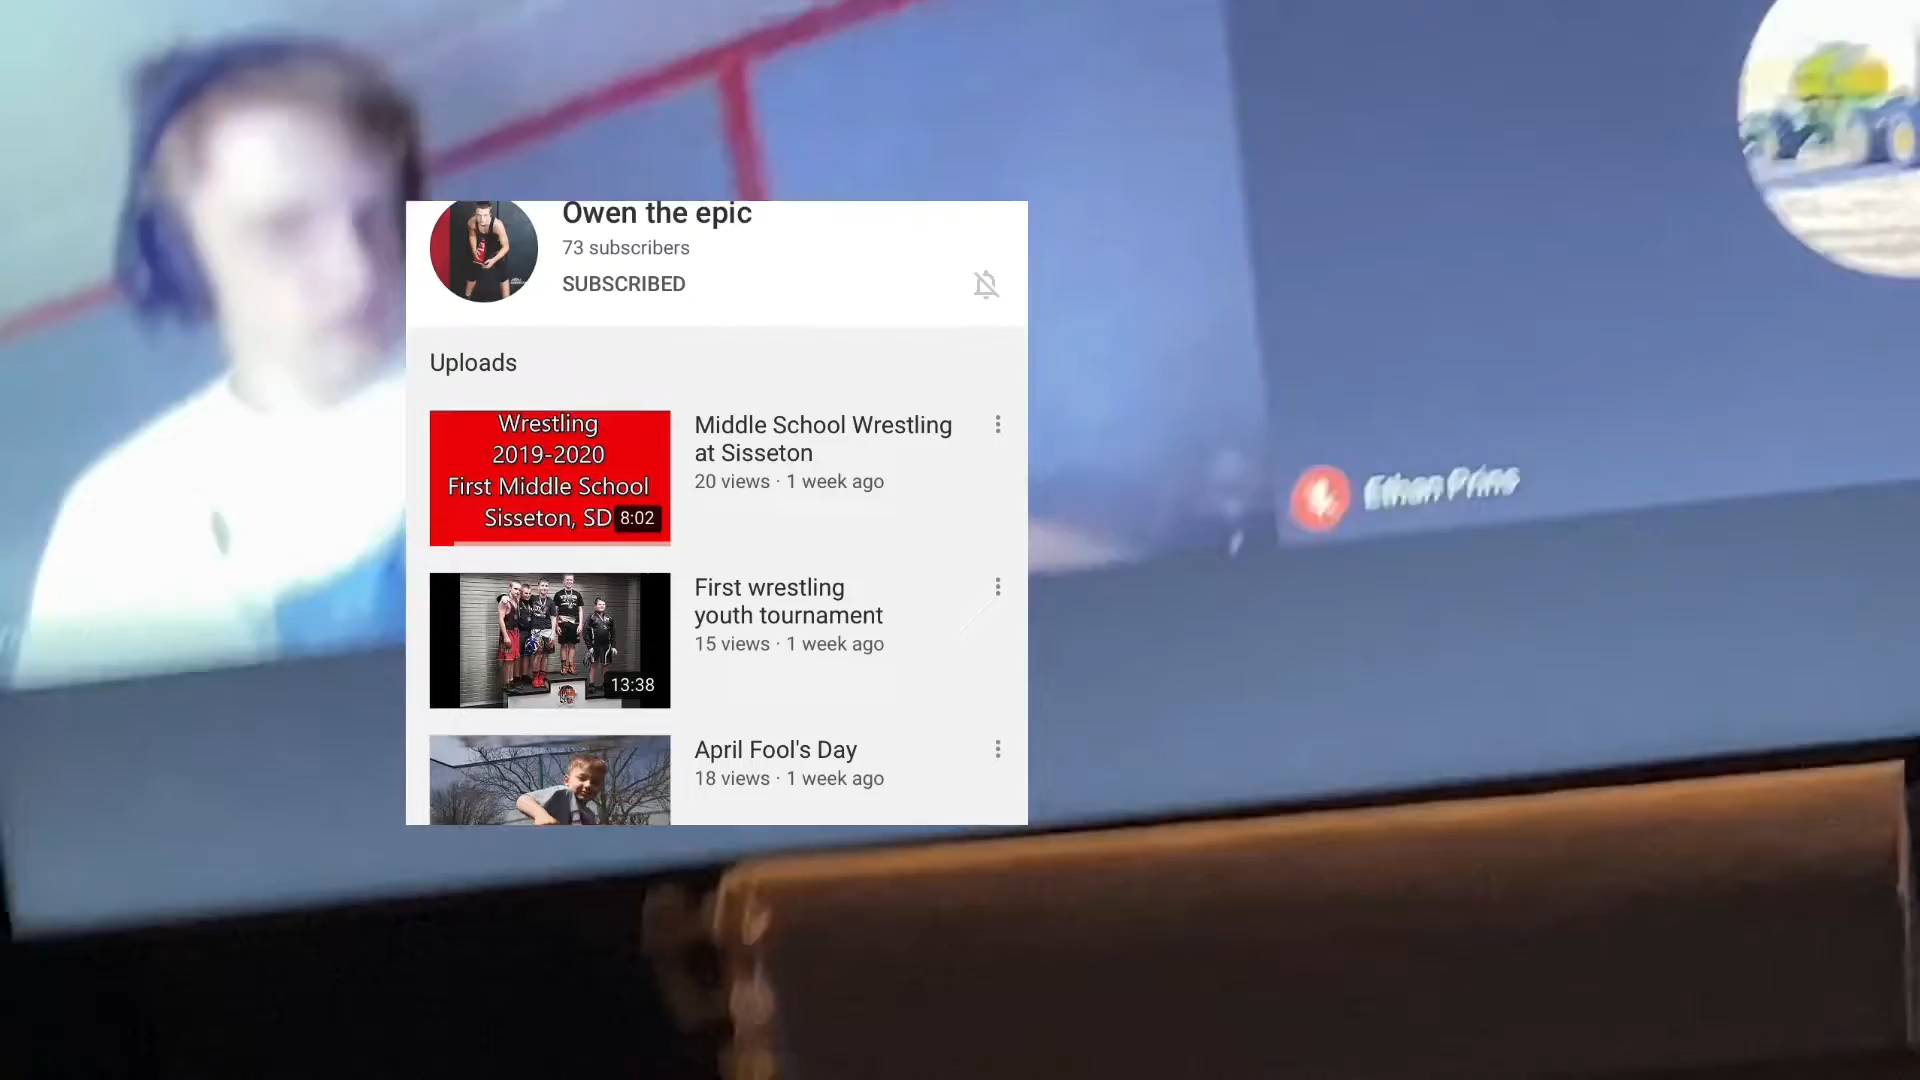 Owen the epic
73 subscribers
SUBSCRIBED
Uploads
Wrestling
2019-2020
First Middle School
Sisseton, SD
8:02
Middle School Wrestling
at Sisseton
20 views · 1 week ago
First wrestling
youth tournament
15 views · 1 week ago
13:38
April Fool's Day
18 views · 1 week ago
Ethan Prins